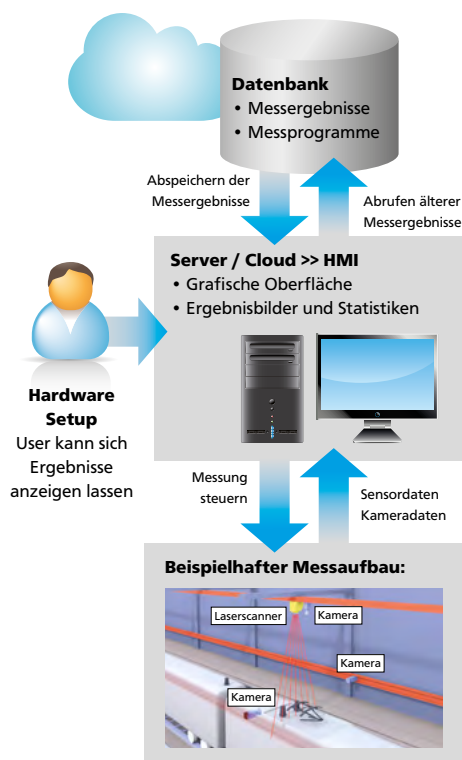 Datenbank
• Messergebnisse
• Messprogramme
Abspeichern der
Messergebnisse
Abrufen älterer
Messergebnisse
Server / Cloud >> HMI
• Grafische Oberfläche
• Ergebnisbilder und Statistiken
Hardware
Setup
User kann sich
Ergebnisse
anzeigen lassen
Messung
steuern
Sensordaten
Kameradaten
Beispielhafter Messaufbau:
Laserscanner
Kamera
Kamera
Kamera